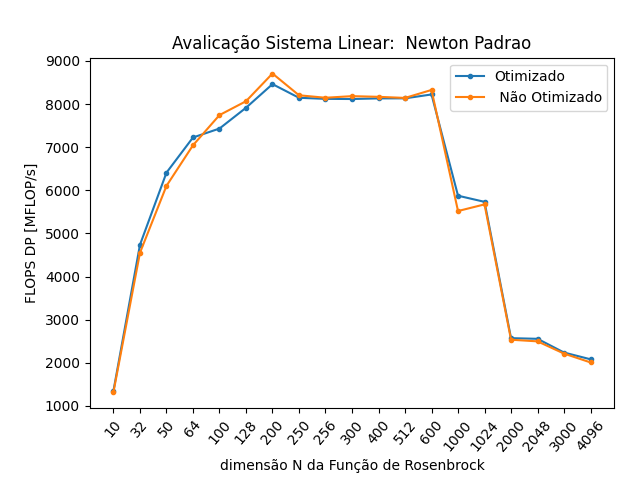 Avalicação Sistema Linear:  Newton Padrao
Otimizado
Não Otimizado
FLOPS DP [MFLOP/s]
9000
8000
7000
6000
5000
4000
3000
2000
1000
10 32 50 64 100 128 200 250 256 300 400 512 600 1000 1024 2000 2048 3000 4096
dimensão N da Função de Rosenbrock